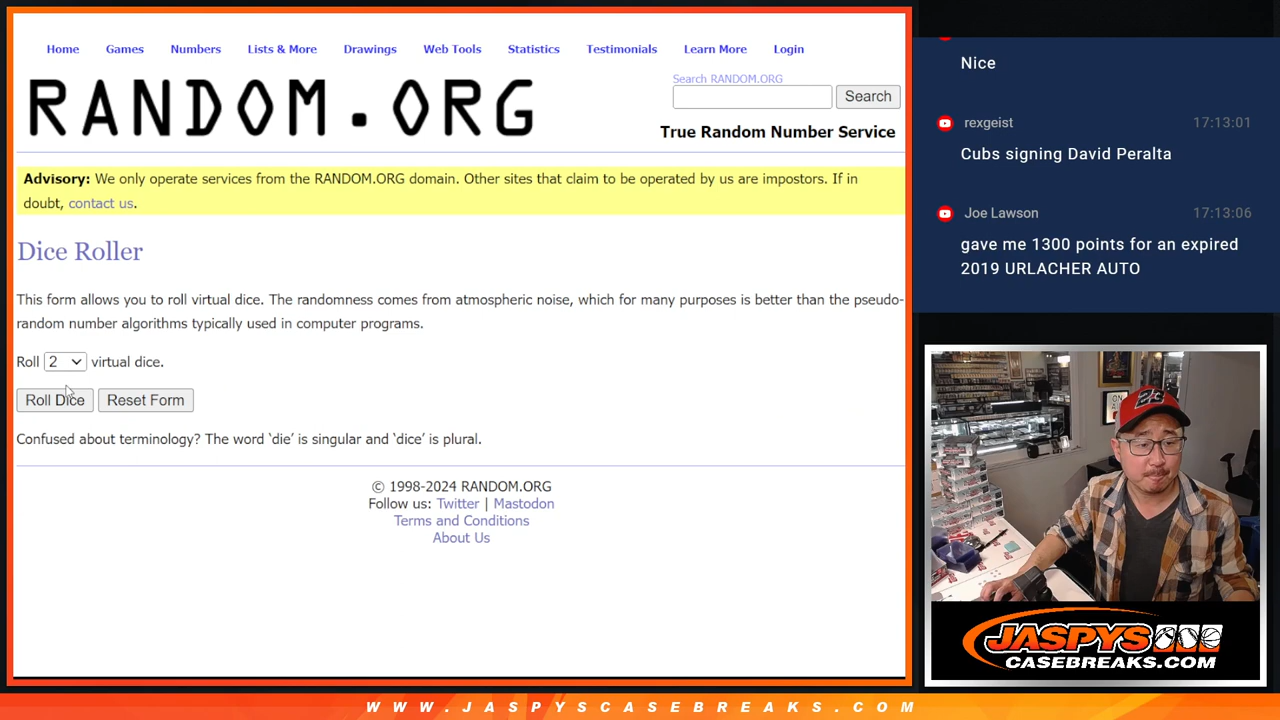 Home Games Numbers Lists & More Drawings Web Tools Statistics Testimonials Learn More Login
RANDOM.ORG
Search RANDOM.ORG
Search
True Random Number Service
Advisory: We only operate services from the RANDOM.ORG domain. Other sites that claim to be operated by us are impostors. If in
doubt, contact us.
Dice Roller
This form allows you to roll virtual dice. The randomness comes from atmospheric noise, which for many purposes is better than the pseudo-
random number algorithms typically used in computer programs.
Roll 2 virtual dice.
Roll Dice Reset Form
Confused about terminology? The word ‘die’ is singular and ‘dice’ is plural.
© 1998-2024 RANDOM.ORG
Follow us: Twitter | Mastodon
Terms and Conditions
About Us
Nice
rexgeist 17:13:01
Cubs signing David Peralta
Joe Lawson 17:13:06
gave me 1300 points for an expired
2019 URLACHER AUTO
JASPYS
CASEBREAKS.COM
WWW.JASPYSCASEBREAKS.COM